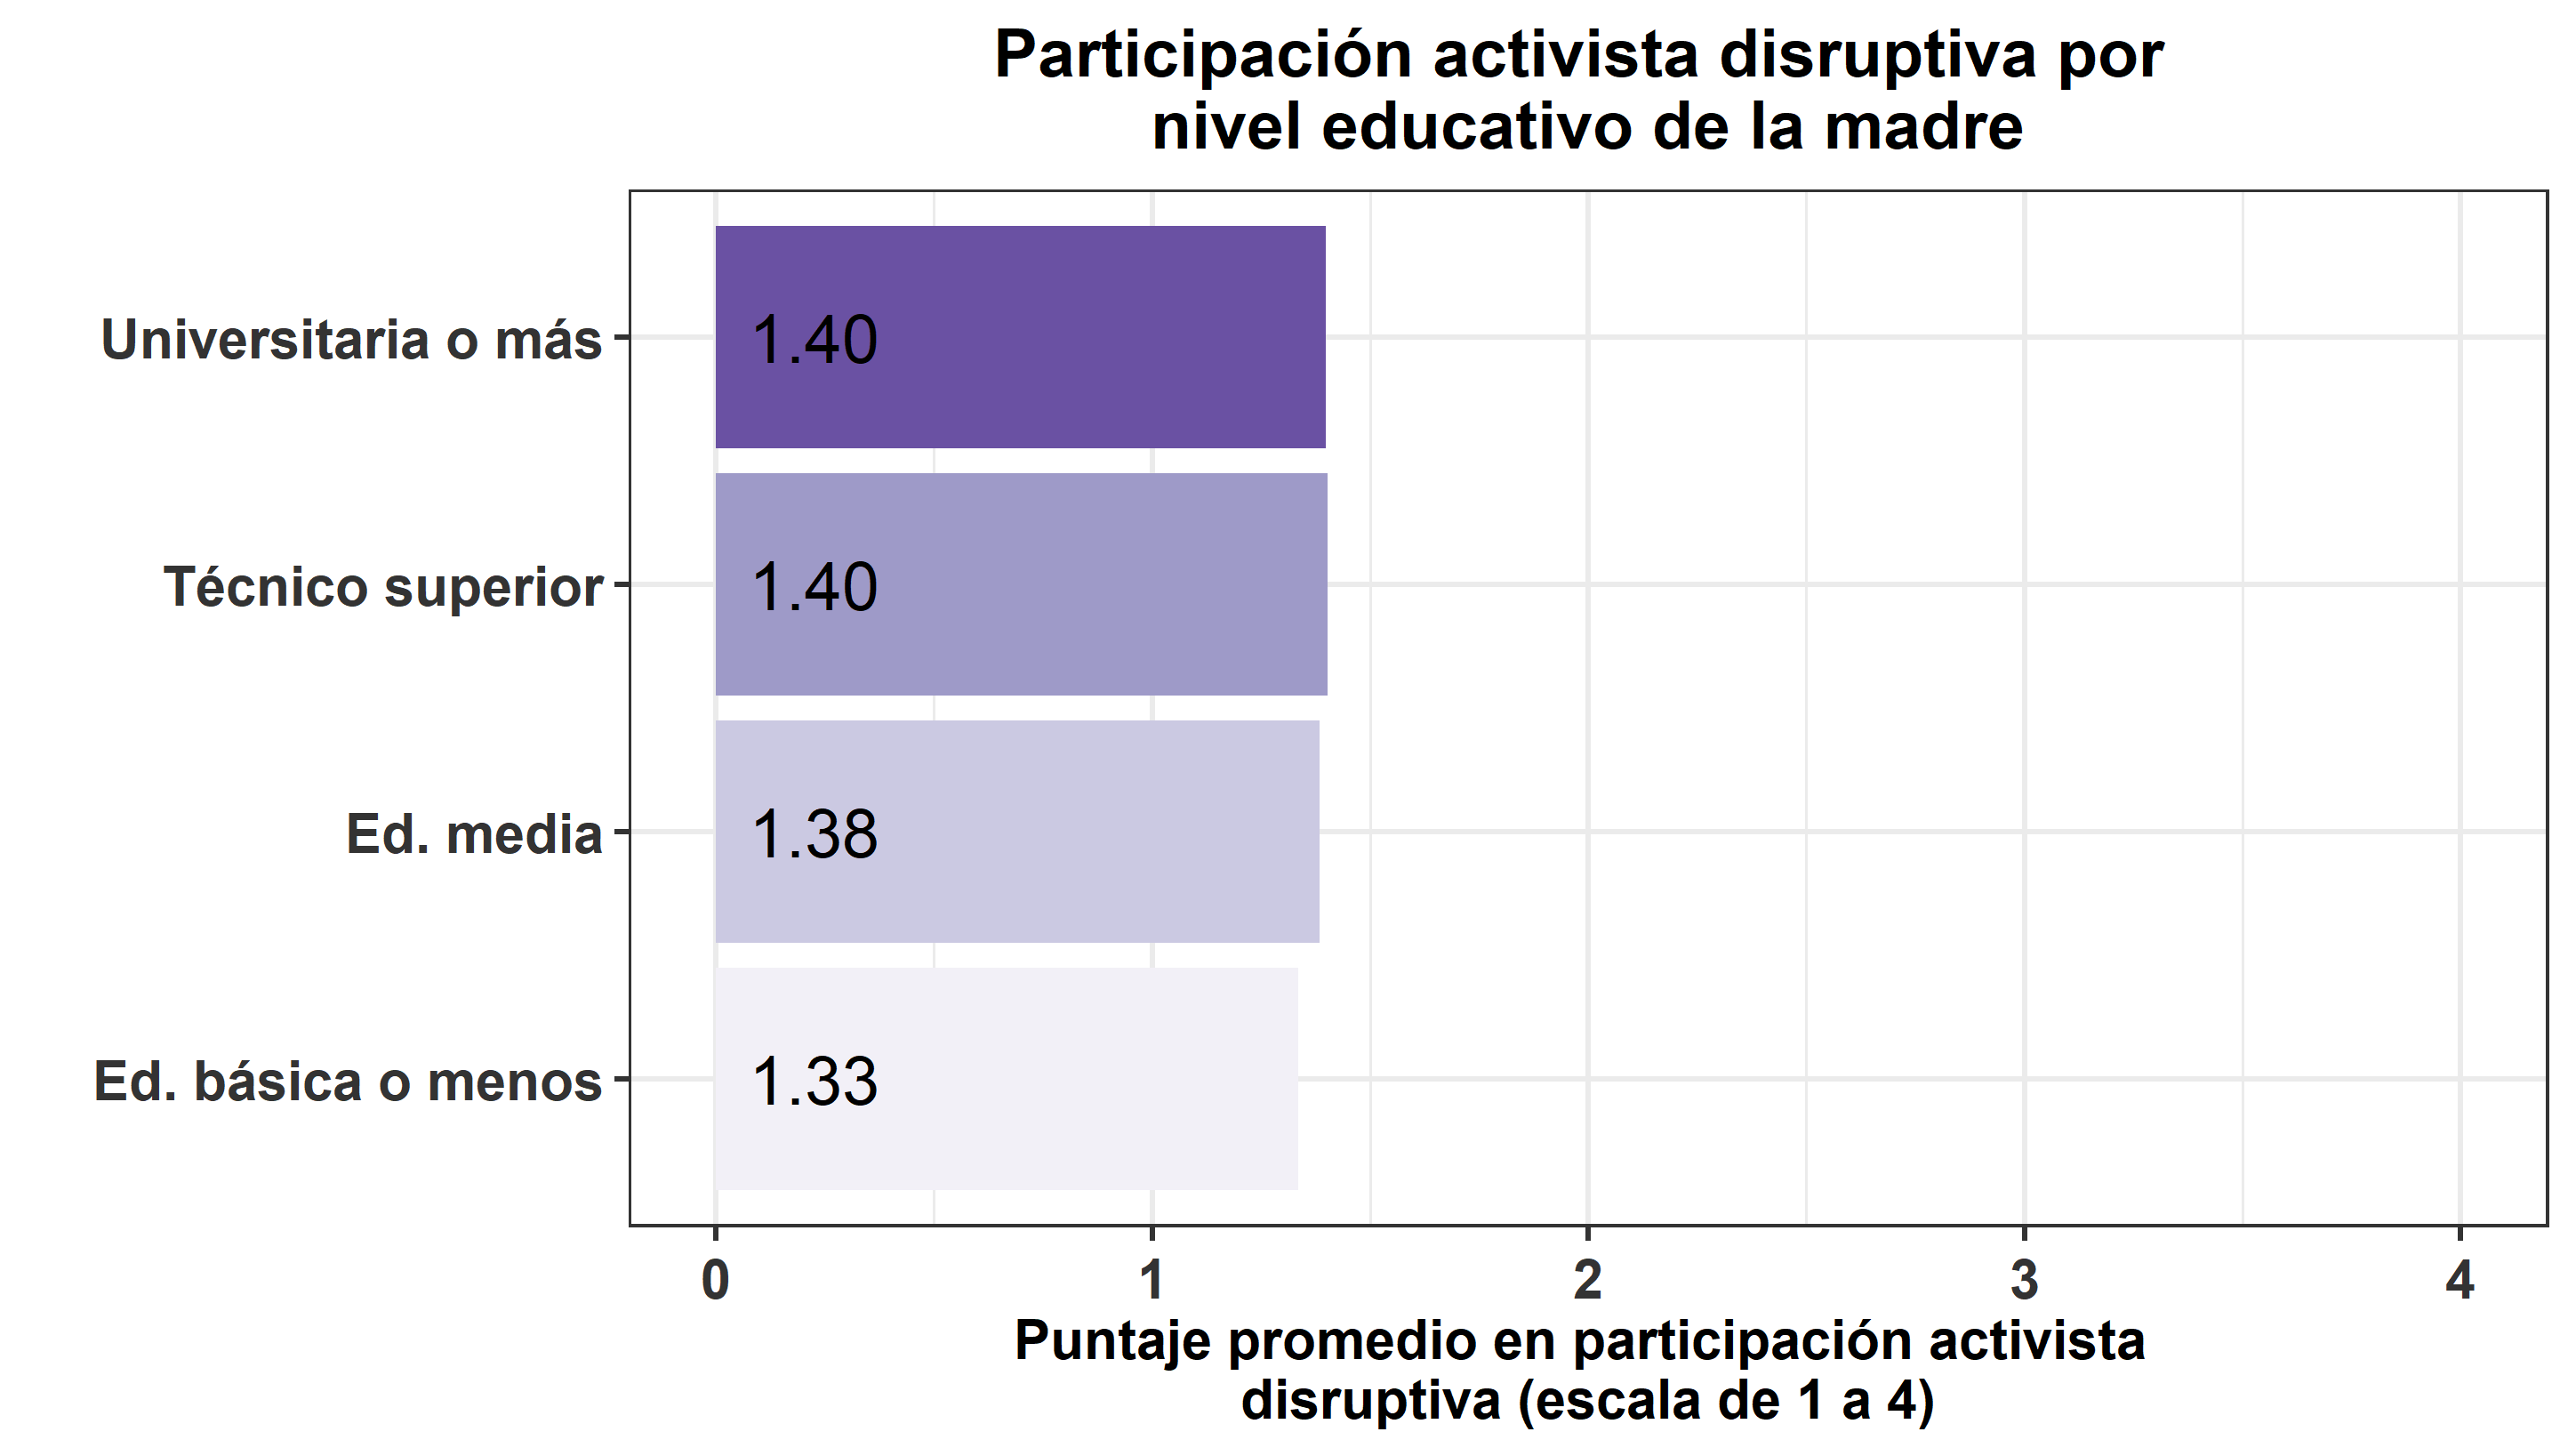 Participación activista disruptiva por
nivel educativo de la madre
Universitaria o más
1.40
Técnico superior
1.40
Ed. media
1.38
Ed. básica o menos
1.33
0 1 2 3 4
Puntaje promedio en participación activista
disruptiva (escala de 1 a 4)